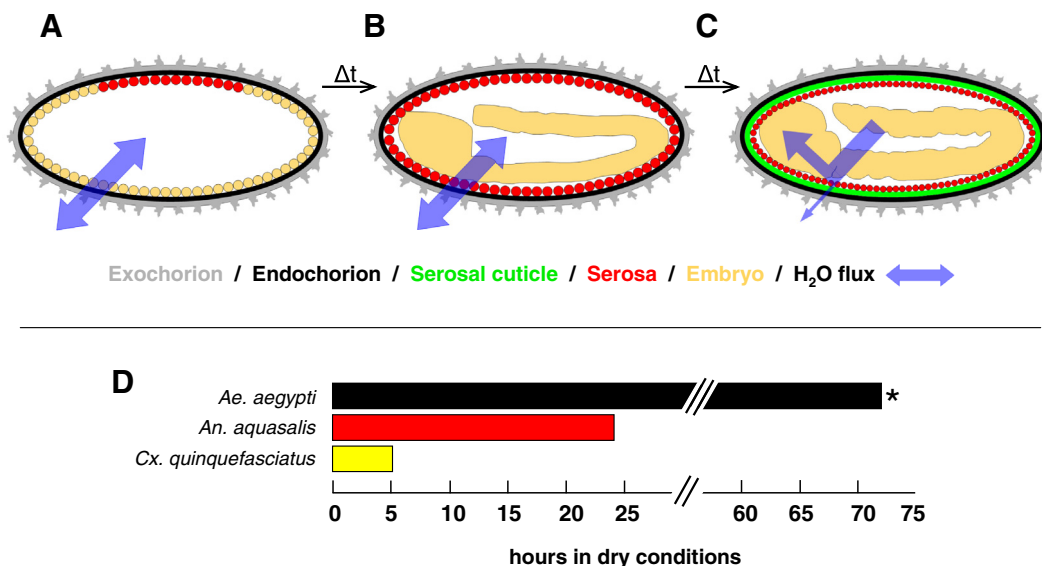 A
B
C
Δt
Δt
Exochorion / Endochorion / Serosal cuticle / Serosa / Embryo / H₂O flux
D
Ae. aegypti
*
An. aquasalis
Cx. quinquefasciatus
0 5 10 15 20 25 60 65 70 75
hours in dry conditions